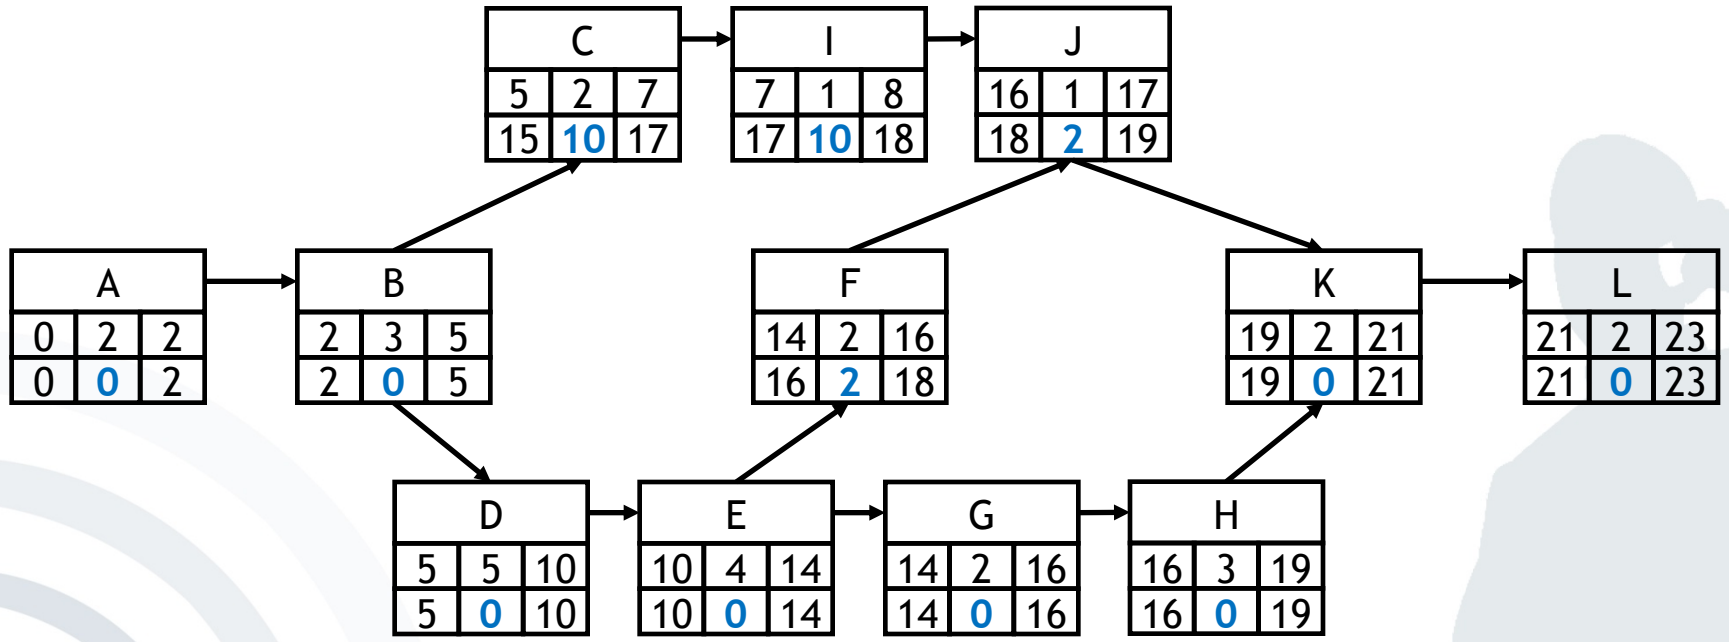 C
5 2 7
15 10 17
I
7 1 8
17 10 18
J
16 1 17
18 2 19
A
0 2 2
0 0 2
B
2 3 5
2 0 5
F
14 2 16
16 2 18
K
19 2 21
19 0 21
L
21 2 23
21 0 23
D
5 5 10
5 0 10
E
10 4 14
10 0 14
G
14 2 16
14 0 16
H
16 3 19
16 0 19